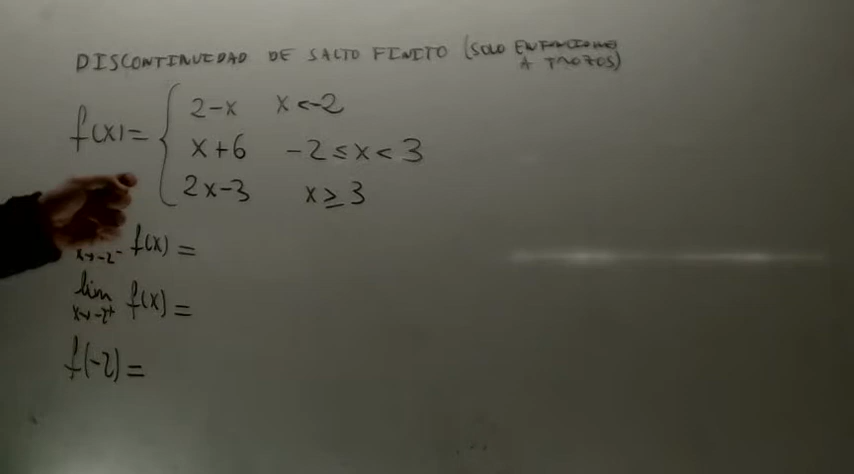 DISCONTINUIDAD DE SALTO FINITO (SOLO EN FUNCIONES
A TROZOS)
f(x) = { 2-x x<-2
x+6 -2≤x<3
2x-3 x≥3
x→-2⁻ f(x) =
lim x→-2⁺ f(x) =
f(-2) =